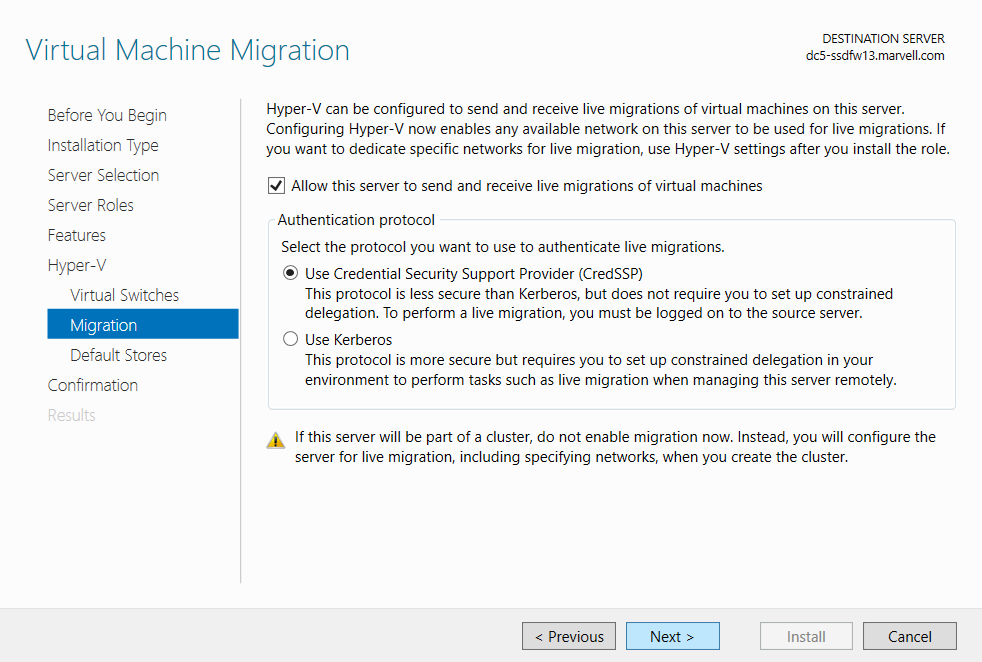 Virtual Machine Migration
DESTINATION SERVER
dc5-ssdfw13.marvell.com
Before You Begin
Installation Type
Server Selection
Server Roles
Features
Hyper-V
Virtual Switches
Migration
Default Stores
Confirmation
Results
Hyper-V can be configured to send and receive live migrations of virtual machines on this server.
Configuring Hyper-V now enables any available network on this server to be used for live migrations. If
you want to dedicate specific networks for live migration, use Hyper-V settings after you install the role.
Allow this server to send and receive live migrations of virtual machines
Authentication protocol
Select the protocol you want to use to authenticate live migrations.
Use Credential Security Support Provider (CredSSP)
This protocol is less secure than Kerberos, but does not require you to set up constrained
delegation. To perform a live migration, you must be logged on to the source server.
Use Kerberos
This protocol is more secure but requires you to set up constrained delegation in your
environment to perform tasks such as live migration when managing this server remotely.
If this server will be part of a cluster, do not enable migration now. Instead, you will configure the
server for live migration, including specifying networks, when you create the cluster.
< Previous
Next >
Install
Cancel